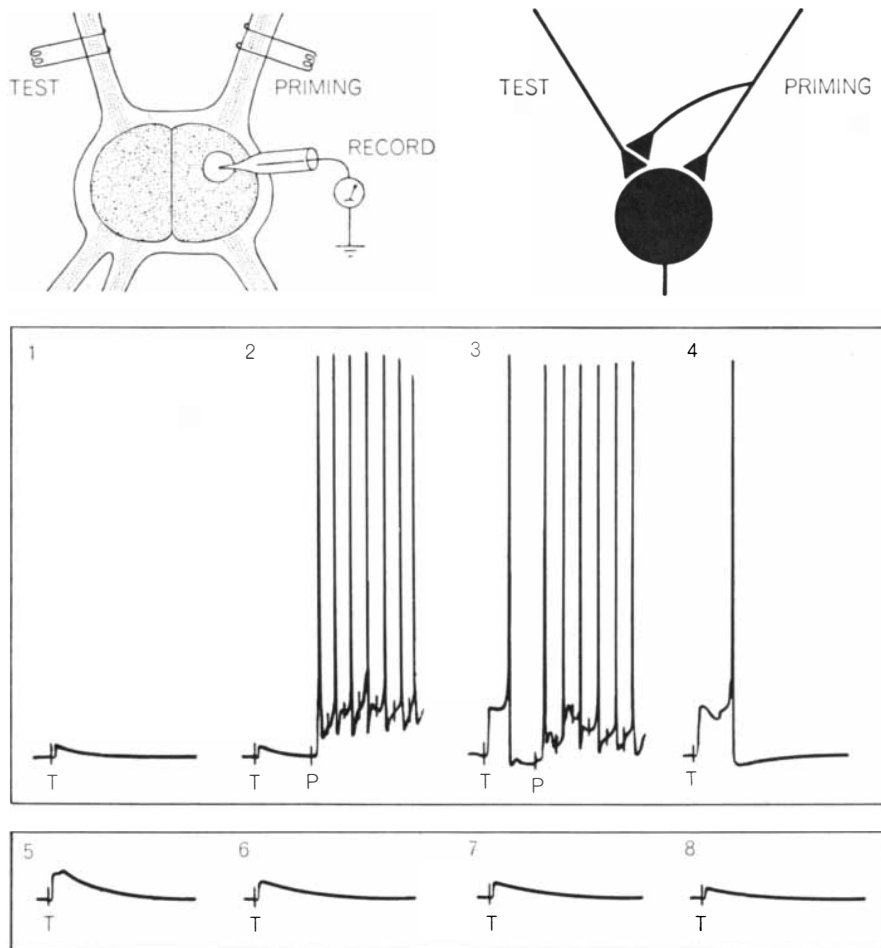 TEST
PRIMING
RECORD
TEST
PRIMING
1 2 3 4
T T P T P T
5 6 7 8
T T T T